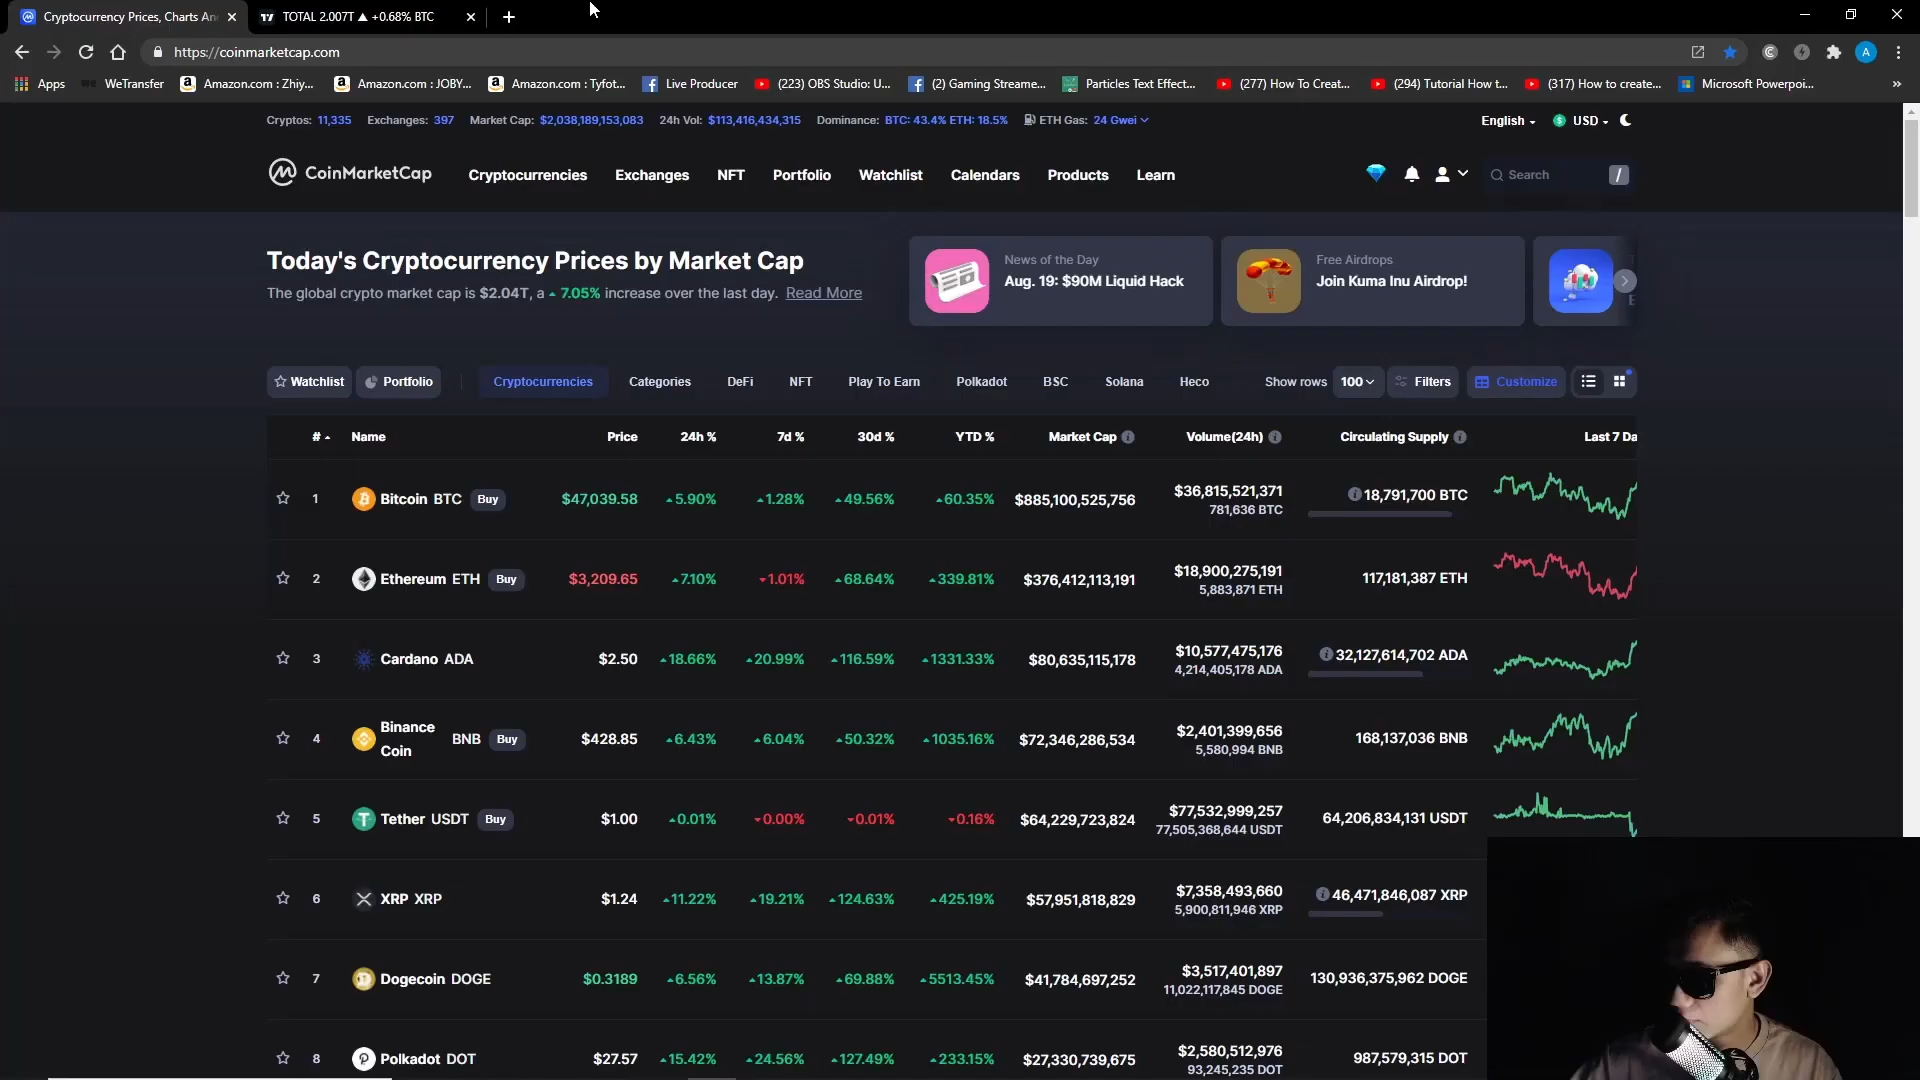 Cryptocurrency Prices, Charts An
TOTAL 2.007T ▲ +0.68% BTC
https://coinmarketcap.com
A
Apps
WeTransfer
Amazon.com : Zhiy...
Amazon.com : JOBY...
Amazon.com : Tyfot...
Live Producer
(223) OBS Studio: U...
(2) Gaming Streame...
Particles Text Effect...
(277) How To Creat...
(294) Tutorial How t...
(317) How to create...
Microsoft Powerpoi...
Cryptos: 11,335 Exchanges: 397 Market Cap: $2,038,189,153,083 24h Vol: $113,416,434,315 Dominance: BTC: 43.4% ETH: 18.5% ETH Gas: 24 Gwei
English USD
CoinMarketCap
Cryptocurrencies Exchanges NFT Portfolio Watchlist Calendars Products Learn
Search /
Today's Cryptocurrency Prices by Market Cap
The global crypto market cap is $2.04T, a 7.05% increase over the last day. Read More
News of the Day
Aug. 19: $90M Liquid Hack
Free Airdrops
Join Kuma Inu Airdrop!
Watchlist Portfolio Cryptocurrencies Categories DeFi NFT Play To Earn Polkadot BSC Solana Heco Show rows 100 Filters Customize
# Name Price 24h % 7d % 30d % YTD % Market Cap Volume(24h) Circulating Supply Last 7 Da
1 Bitcoin BTC Buy $47,039.58 5.90% 1.28% 49.56% 60.35% $885,100,525,756 $36,815,521,371 18,791,700 BTC
781,636 BTC
2 Ethereum ETH Buy $3,209.65 7.10% 1.01% 68.64% 339.81% $376,412,113,191 $18,900,275,191 117,181,387 ETH
5,883,871 ETH
3 Cardano ADA $2.50 18.66% 20.99% 116.59% 1331.33% $80,635,115,178 $10,577,475,176 32,127,614,702 ADA
4,214,405,178 ADA
4 Binance Coin BNB Buy $428.85 6.43% 6.04% 50.32% 1035.16% $72,346,286,534 $2,401,399,656 168,137,036 BNB
5,580,994 BNB
5 Tether USDT Buy $1.00 0.01% 0.00% 0.01% 0.16% $64,229,723,824 $77,532,999,257 64,206,834,131 USDT
77,505,368,644 USDT
6 XRP XRP $1.24 11.22% 19.21% 124.63% 425.19% $57,951,818,829 $7,358,493,660 46,471,846,087 XRP
5,900,811,946 XRP
7 Dogecoin DOGE $0.3189 6.56% 13.87% 69.88% 5513.45% $41,784,697,252 $3,517,401,897 130,936,375,962 DOGE
11,022,117,845 DOGE
8 Polkadot DOT $27.57 15.42% 24.56% 127.49% 233.15% $27,330,739,675 $2,580,512,976 987,579,315 DOT
93,245,235 DOT